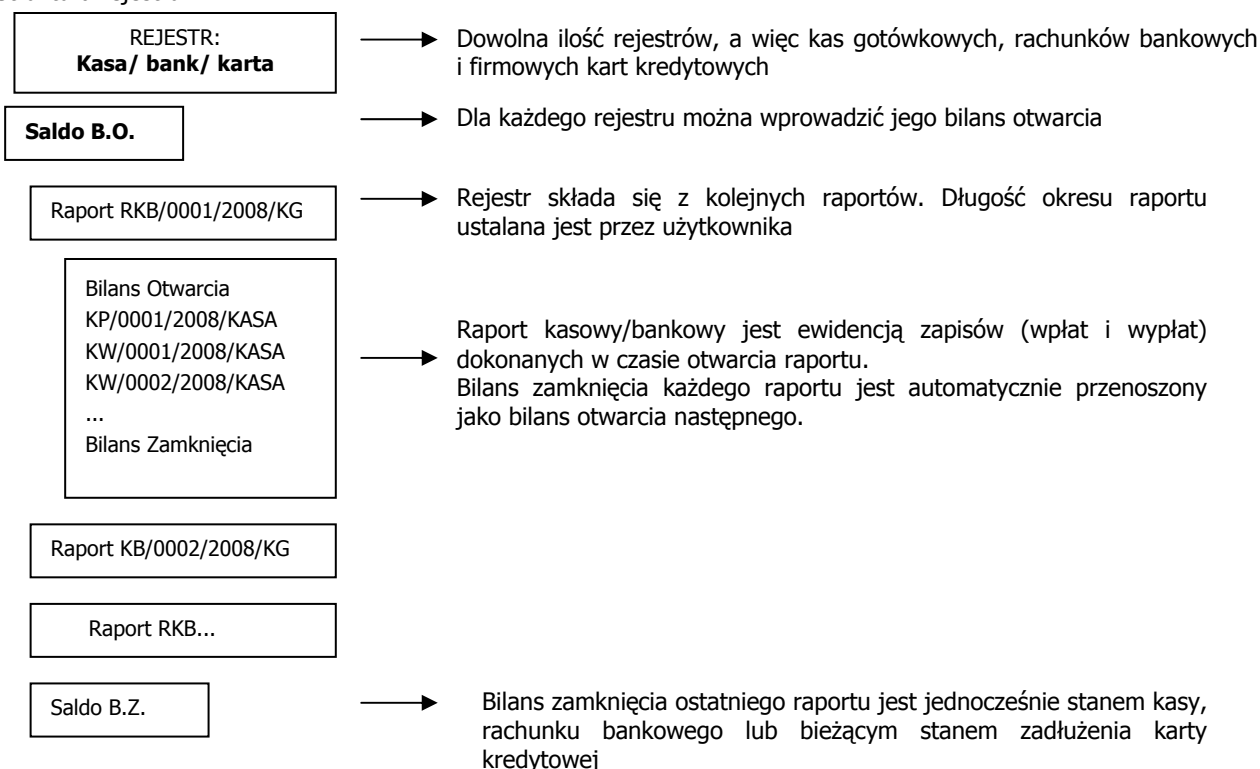 REJESTR:
Kasa/ bank/ karta
Dowolna ilość rejestrów, a więc kas gotówkowych, rachunków bankowych
i firmowych kart kredytowych
Saldo B.O.
Dla każdego rejestru można wprowadzić jego bilans otwarcia
Raport RKB/0001/2008/KG
Rejestr składa się z kolejnych raportów. Długość okresu raportu
ustalana jest przez użytkownika
Bilans Otwarcia
KP/0001/2008/KASA
KW/0001/2008/KASA
KW/0002/2008/KASA
...
Bilans Zamknięcia
Raport kasowy/bankowy jest ewidencją zapisów (wpłat i wypłat)
dokonanych w czasie otwarcia raportu.
Bilans zamknięcia każdego raportu jest automatycznie przenoszony
jako bilans otwarcia następnego.
Raport KB/0002/2008/KG
Raport RKB...
Saldo B.Z.
Bilans zamknięcia ostatniego raportu jest jednocześnie stanem kasy,
rachunku bankowego lub bieżącym stanem zadłużenia karty
kredytowej